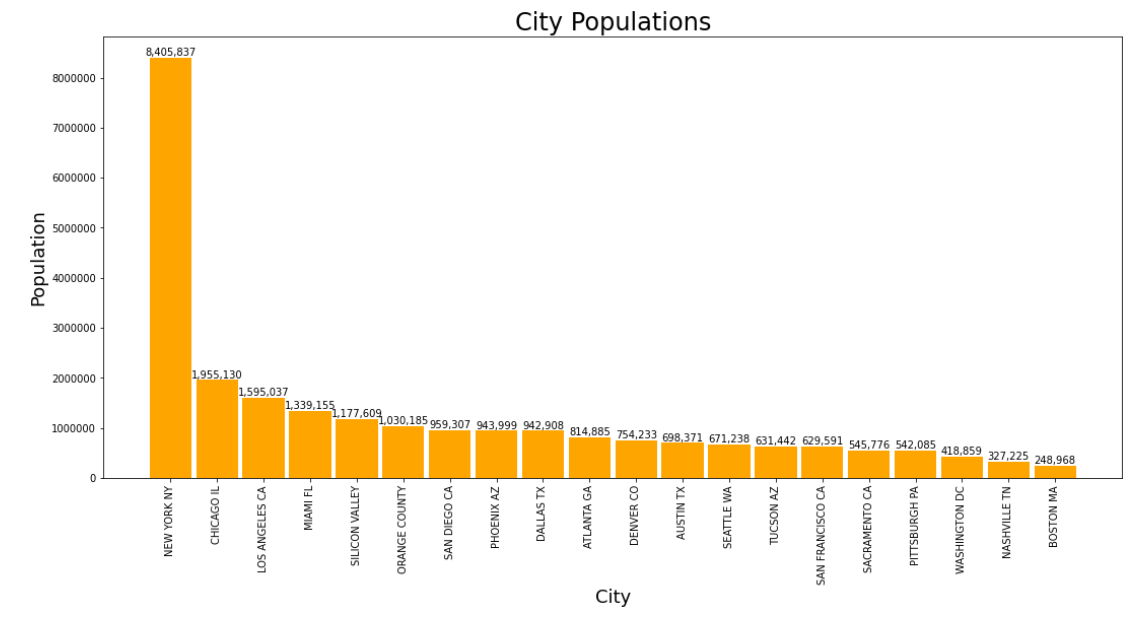 City Populations
Population
8000000
7000000
6000000
5000000
4000000
3000000
2000000
1000000
0
8,405,837
1,955,130
1,595,037
1,339,155
1,177,609
1,030,185
959,307
943,999
942,908
814,885
754,233
698,371
671,238
631,442
629,591
545,776
542,085
418,859
327,225
248,968
NEW YORK NY
CHICAGO IL
LOS ANGELES CA
MIAMI FL
SILICON VALLEY
ORANGE COUNTY
SAN DIEGO CA
PHOENIX AZ
DALLAS TX
ATLANTA GA
DENVER CO
AUSTIN TX
SEATTLE WA
TUCSON AZ
SAN FRANCISCO CA
SACRAMENTO CA
PITTSBURGH PA
WASHINGTON DC
NASHVILLE TN
BOSTON MA
City